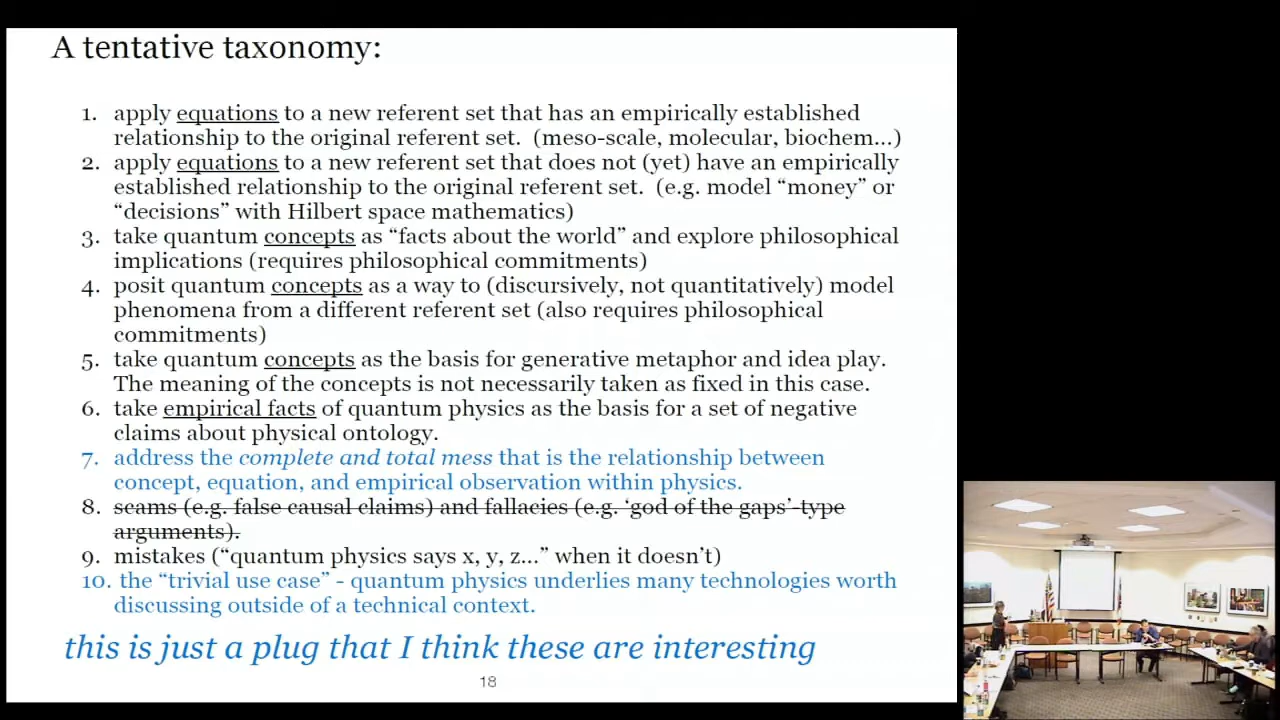 A tentative taxonomy:
1. apply equations to a new referent set that has an empirically established
relationship to the original referent set. (meso-scale, molecular, biochem...)
2. apply equations to a new referent set that does not (yet) have an empirically
established relationship to the original referent set. (e.g. model “money” or
“decisions” with Hilbert space mathematics)
3. take quantum concepts as “facts about the world” and explore philosophical
implications (requires philosophical commitments)
4. posit quantum concepts as a way to (discursively, not quantitatively) model
phenomena from a different referent set (also requires philosophical
commitments)
5. take quantum concepts as the basis for generative metaphor and idea play.
The meaning of the concepts is not necessarily taken as fixed in this case.
6. take empirical facts of quantum physics as the basis for a set of negative
claims about physical ontology.
7. address the complete and total mess that is the relationship between
concept, equation, and empirical observation within physics.
8. scams (e.g. false causal claims) and fallacies (e.g. ‘god of the gaps’-type
arguments).
9. mistakes (“quantum physics says x, y, z...” when it doesn’t)
10. the “trivial use case” - quantum physics underlies many technologies worth
discussing outside of a technical context.
this is just a plug that I think these are interesting
18